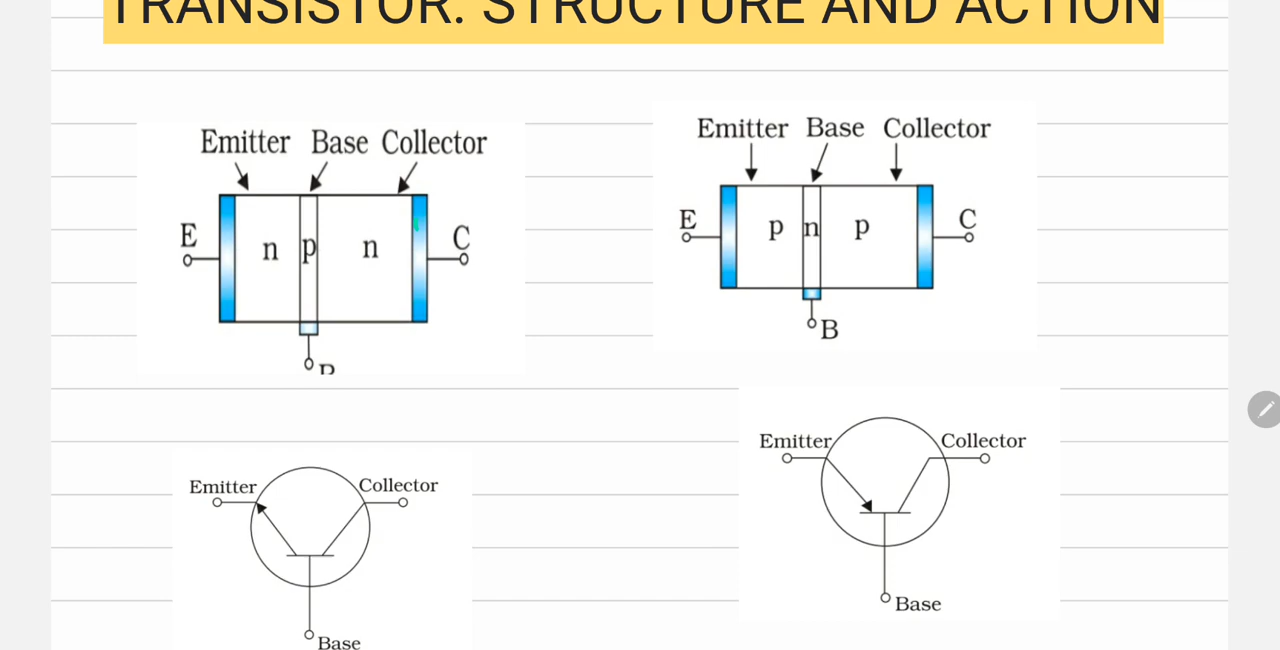 TRANSISTOR: STRUCTURE AND ACTION
Emitter Base Collector
E
n p n
C
Emitter Base Collector
E
p n p
C
B
Emitter
Collector
Base
Emitter
Collector
Base